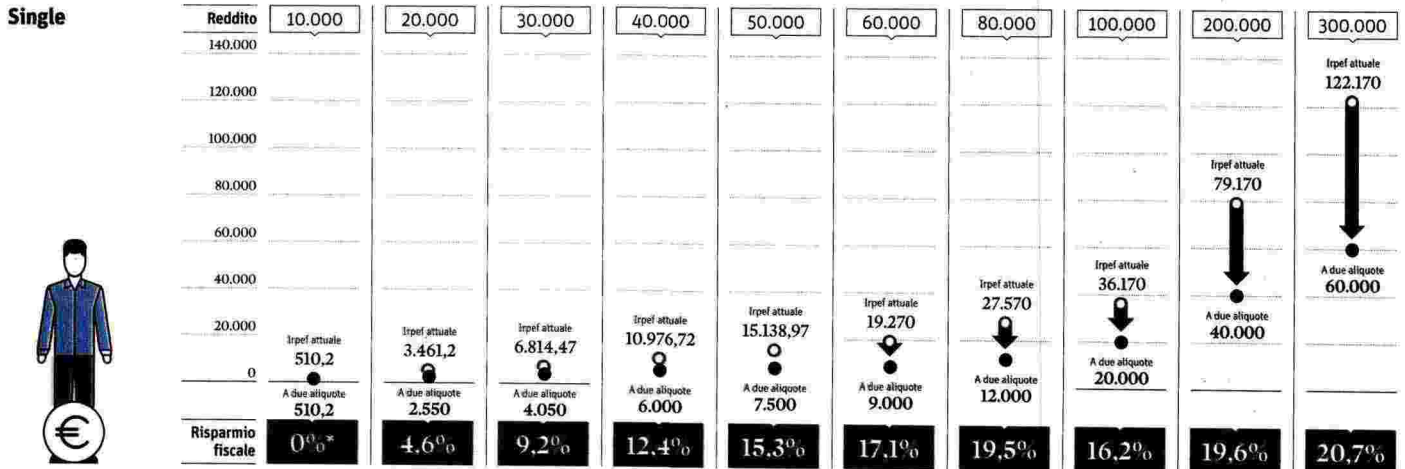 Single
Reddito 10.000 20.000 30.000 40.000 50.000 60.000 80.000 100.000 200.000 300.000
140.000
120.000
100.000
80.000
60.000
40.000
20.000
0
Irpef attuale
510,2
A due aliquote
510,2
Irpef attuale
3.461,2
A due aliquote
2.550
Irpef attuale
6.814,47
A due aliquote
4.050
Irpef attuale
10.976,72
A due aliquote
6.000
Irpef attuale
15.138,97
A due aliquote
7.500
Irpef attuale
19.270
A due aliquote
9.000
Irpef attuale
27.570
A due aliquote
12.000
Irpef attuale
36.170
A due aliquote
20.000
Irpef attuale
79.170
A due aliquote
40.000
Irpef attuale
122.170
A due aliquote
60.000
Risparmio
fiscale
0%* 4,6% 9,2% 12,4% 15,3% 17,1% 19,5% 16,2% 19,6% 20,7%
€